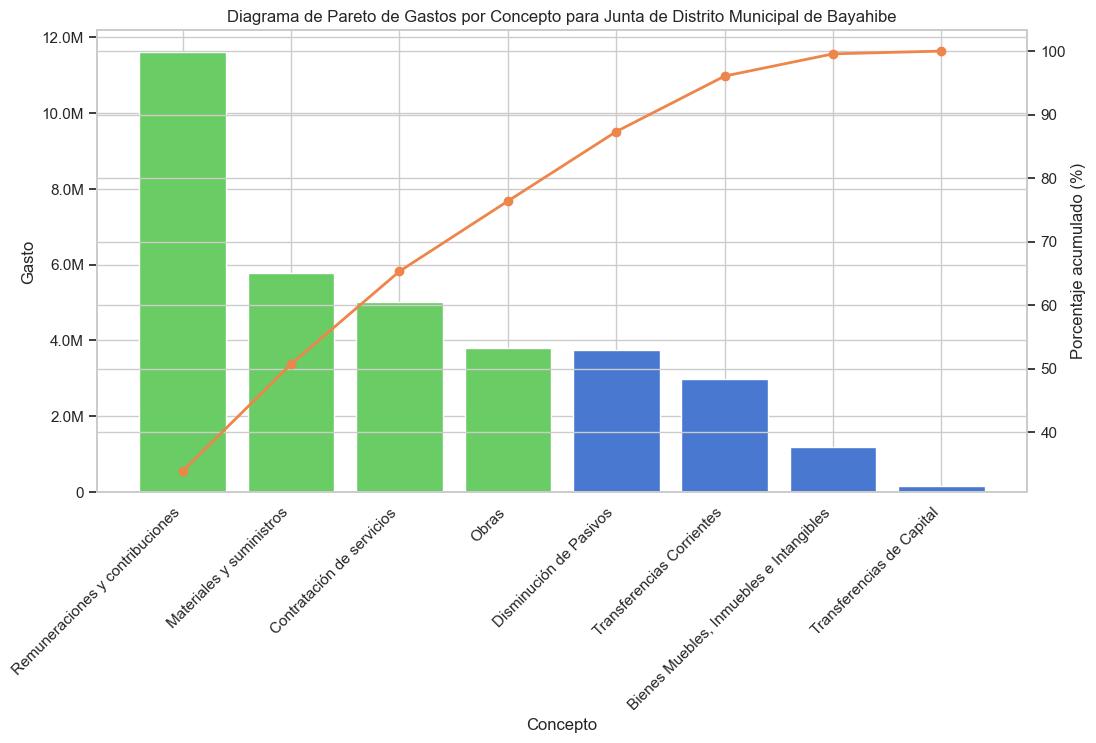 Diagrama de Pareto de Gastos por Concepto para Junta de Distrito Municipal de Bayahibe
12.0M
10.0M
8.0M
6.0M
4.0M
2.0M
0
Gasto
100
90
80
70
60
50
40
Porcentaje acumulado (%)
Remuneraciones y contribuciones
Materiales y suministros
Contratación de servicios
Obras
Disminución de Pasivos
Transferencias Corrientes
Bienes Muebles, Inmuebles e Intangibles
Transferencias de Capital
Concepto